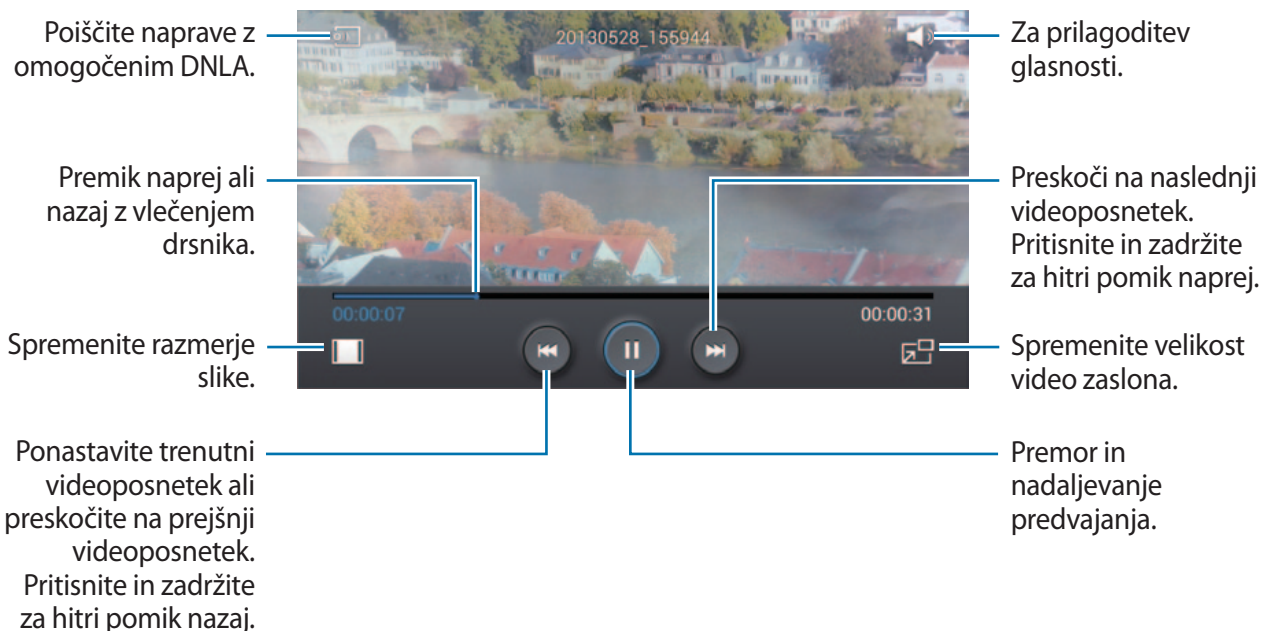 Poiščite naprave z
omogočenim DNLA.
20130528_155944
Za prilagoditev
glasnosti.
Premik naprej ali
nazaj z vlečenjem
drsnika.
Preskoči na naslednji
videoposnetek.
Pritisnite in zadržite
za hitri pomik naprej.
00:00:07
00:00:31
Spremenite razmerje
slike.
Spremenite velikost
video zaslona.
Ponastavite trenutni
videoposnetek ali
preskočite na prejšnji
videoposnetek.
Pritisnite in zadržite
za hitri pomik nazaj.
Premor in
nadaljevanje
predvajanja.